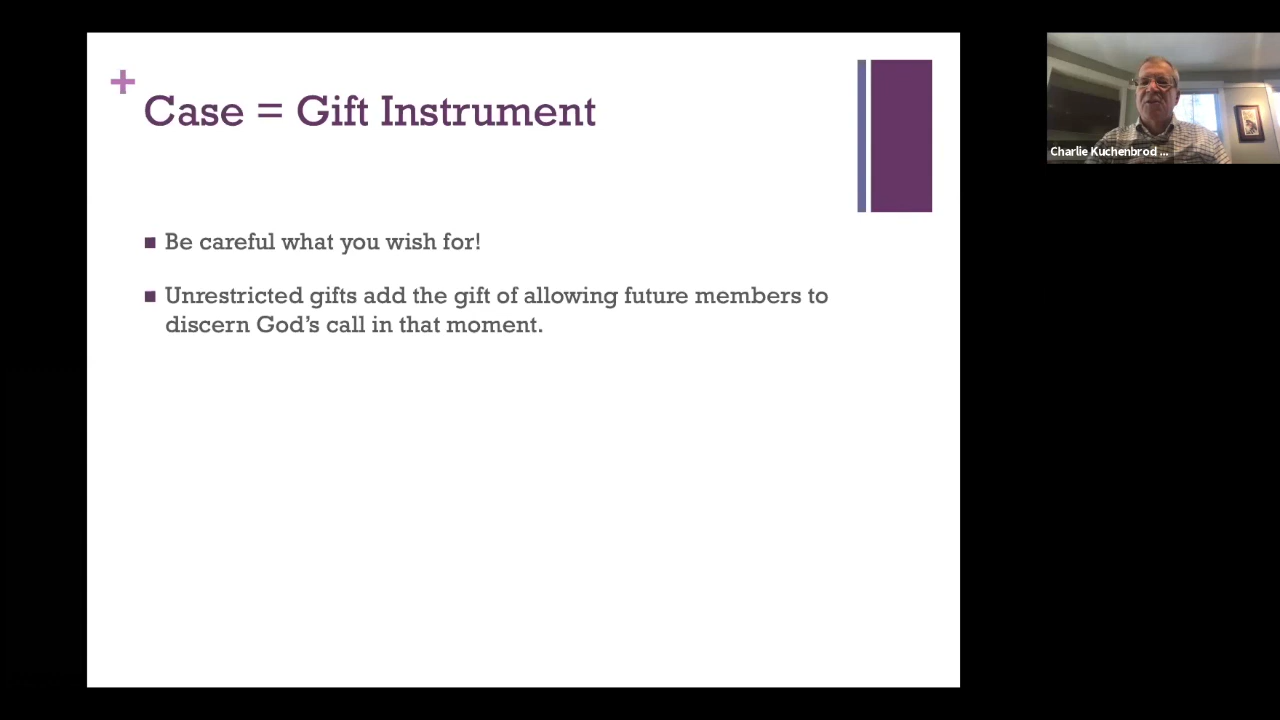 +
Case = Gift Instrument
Be careful what you wish for!
Unrestricted gifts add the gift of allowing future members to
discern God’s call in that moment.
Charlie Kuchenbrod ...